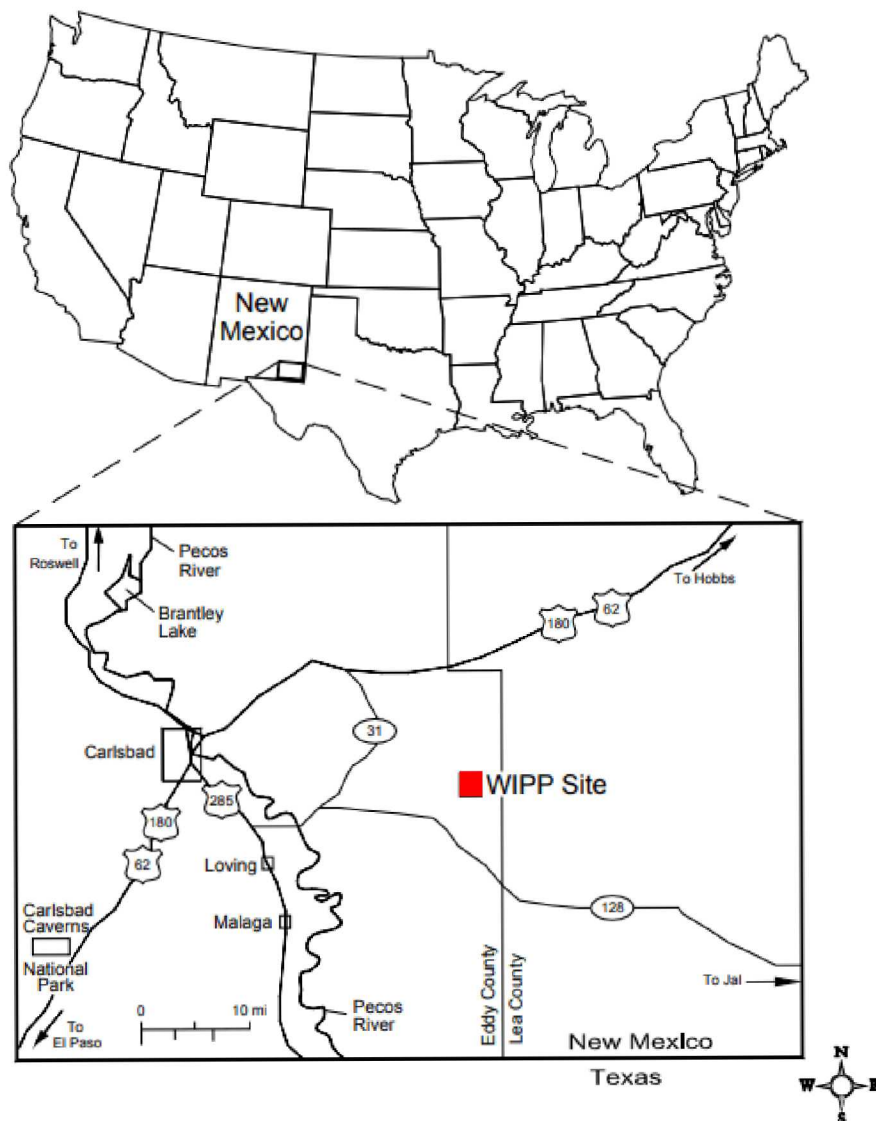 New
Mexico
To
Roswell
Pecos
River
Brantley
Lake
To Hobbs
180
62
31
Carlsbad
WIPP Site
285
180
62
Loving
Malaga
128
Carlsbad
Caverns
National
Park
To
El Paso
0
10 mi
Pecos
River
Eddy County
Lea County
To Jal
New Mexico
Texas
N
W
E
S